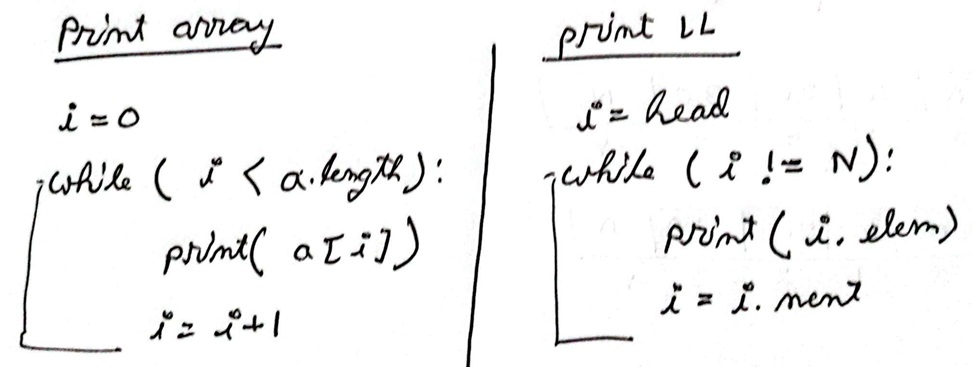 Print array
i = 0
while ( i < a.length):
print( a[i])
i = i+1
print LL
i = head
while ( i != N):
print( i. elem)
i = i. next